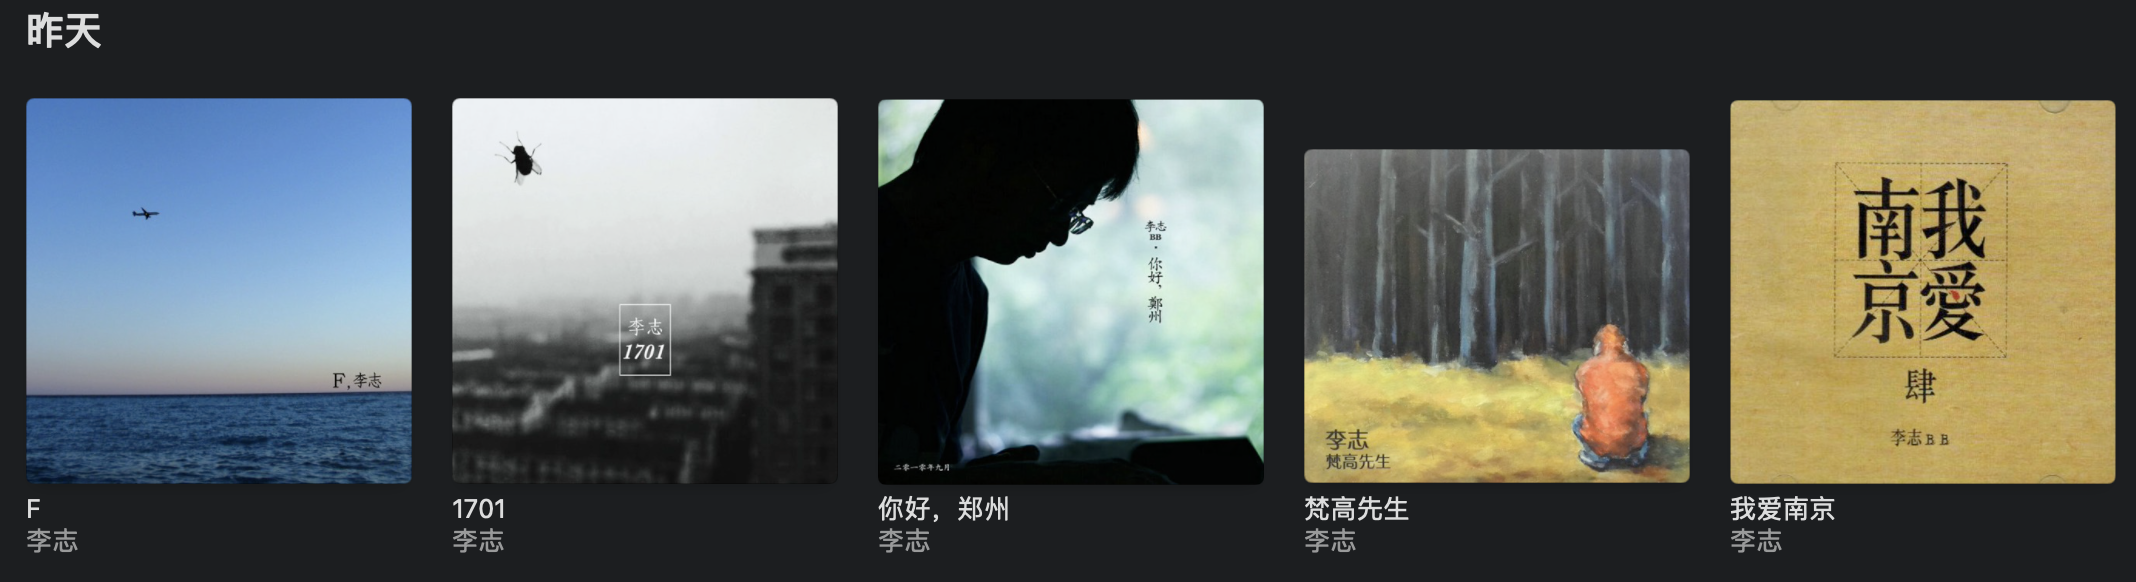 昨天
F,李志
李志
1701
李志
BB
·
你好,鄭州
二零一零年九月
李志
梵高先生
我愛
南京
肆
李志BB
F
李志
1701
李志
你好，郑州
李志
梵高先生
李志
我爱南京
李志